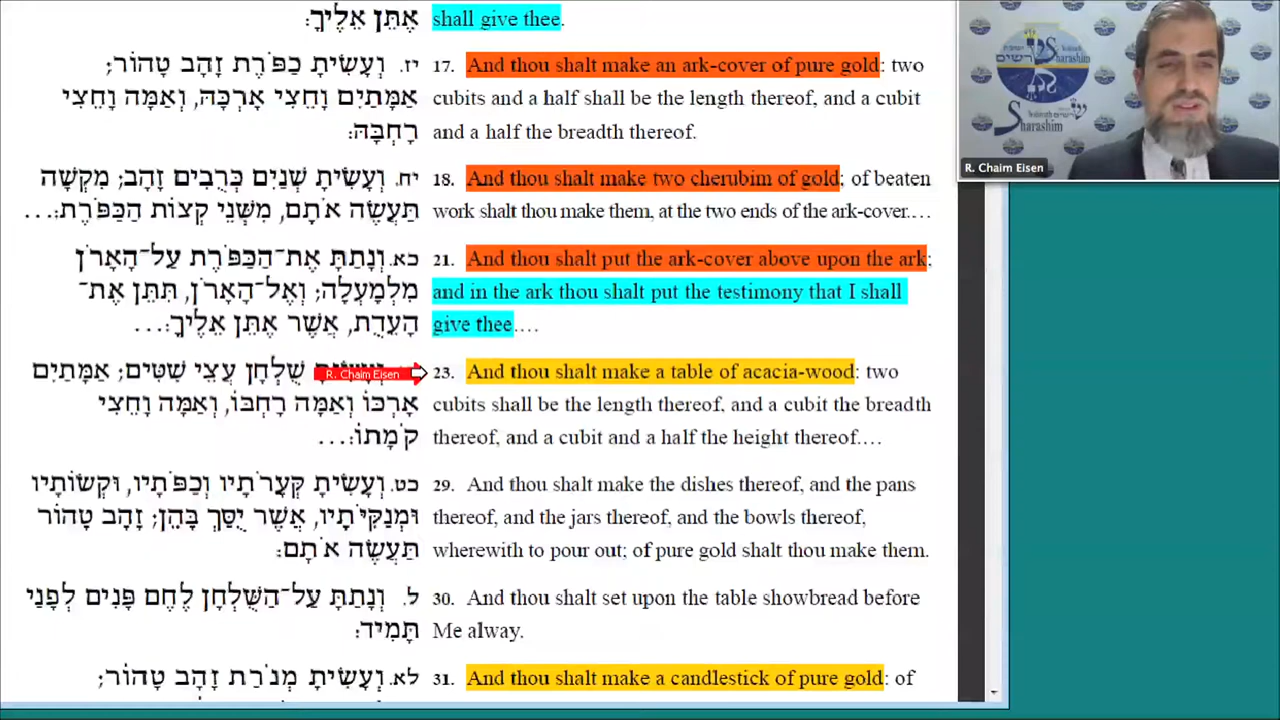 אֶתֵּן אֵלֶיךָ:
shall give thee.
יז. וְעָשִׂיתָ כַפֹּרֶת זָהָב טָהוֹר;
אַמָּתַיִם וָחֵצִי אָרְכָּהּ, וְאַמָּה וָחֵצִי
רָחְבָּהּ:
17. And thou shalt make an ark-cover of pure gold: two
cubits and a half shall be the length thereof, and a cubit
and a half the breadth thereof.
יח. וְעָשִׂיתָ שְׁנַיִם כְּרֻבִים זָהָב; מִקְשָׁה
תַּעֲשֶׂה אֹתָם, מִשְּׁנֵי קְצוֹת הַכַּפֹּרֶת:...
18. And thou shalt make two cherubim of gold; of beaten
work shalt thou make them, at the two ends of the ark-cover....
כא. וְנָתַתָּ אֶת־הַכַּפֹּרֶת עַל־הָאָרֹן
מִלְמָעְלָה; וְאֶל־הָאָרֹן, תִּתֵּן אֶת־
הָעֵדֻת, אֲשֶׁר אֶתֵּן אֵלֶיךָ:...
21. And thou shalt put the ark-cover above upon the ark;
and in the ark thou shalt put the testimony that I shall
give thee....
שֻׁלְחָן עֲצֵי שִׁטִּים; אַמָּתַיִם
אָרְכּוֹ וְאַמָּה רָחְבּוֹ, וְאַמָּה וָחֵצִי
קֹמָתוֹ:...
R. Chaim Eisen
23. And thou shalt make a table of acacia-wood: two
cubits shall be the length thereof, and a cubit the breadth
thereof, and a cubit and a half the height thereof....
כט. וְעָשִׂיתָ קְּעָרֹתָיו וְכַפֹּתָיו, וּקְשׂוֹתָיו
וּמְנַקִּיֹּתָיו, אֲשֶׁר יֻסַּךְ בָּהֵן; זָהָב טָהוֹר
תַּעֲשֶׂה אֹתָם:
29. And thou shalt make the dishes thereof, and the pans
thereof, and the jars thereof, and the bowls thereof,
wherewith to pour out; of pure gold shalt thou make them.
ל. וְנָתַתָּ עַל־הַשֻּׁלְחָן לֶחֶם פָּנִים לְפָנַי
תָּמִיד:
30. And thou shalt set upon the table showbread before
Me alway.
לא. וְעָשִׂיתָ מְנֹרַת זָהָב טָהוֹר;
31. And thou shalt make a candlestick of pure gold: of
Sharashim
שרשים
Sharashim
R. Chaim Eisen